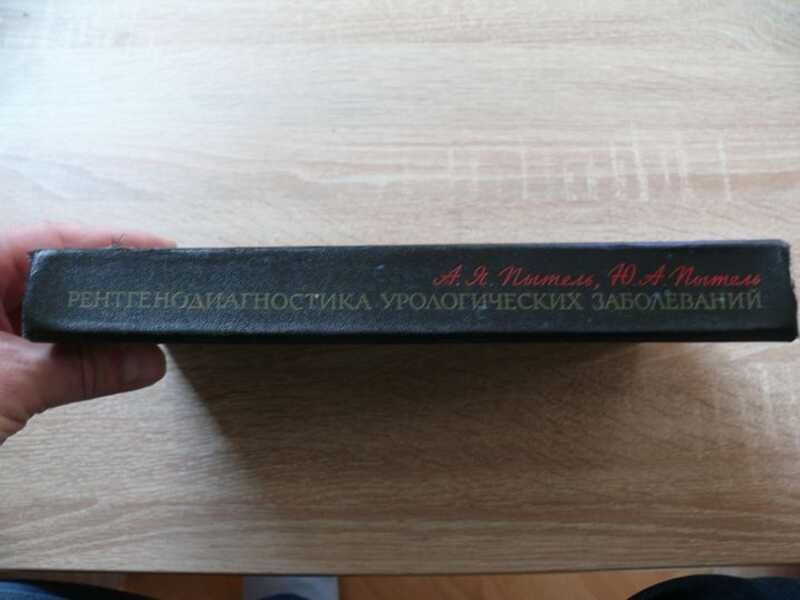 А. Я. Пытель, Ю. А. Пытель
РЕНТГЕНОДИАГНОСТИКА УРОЛОГИЧЕСКИХ ЗАБОЛЕВАНИЙ